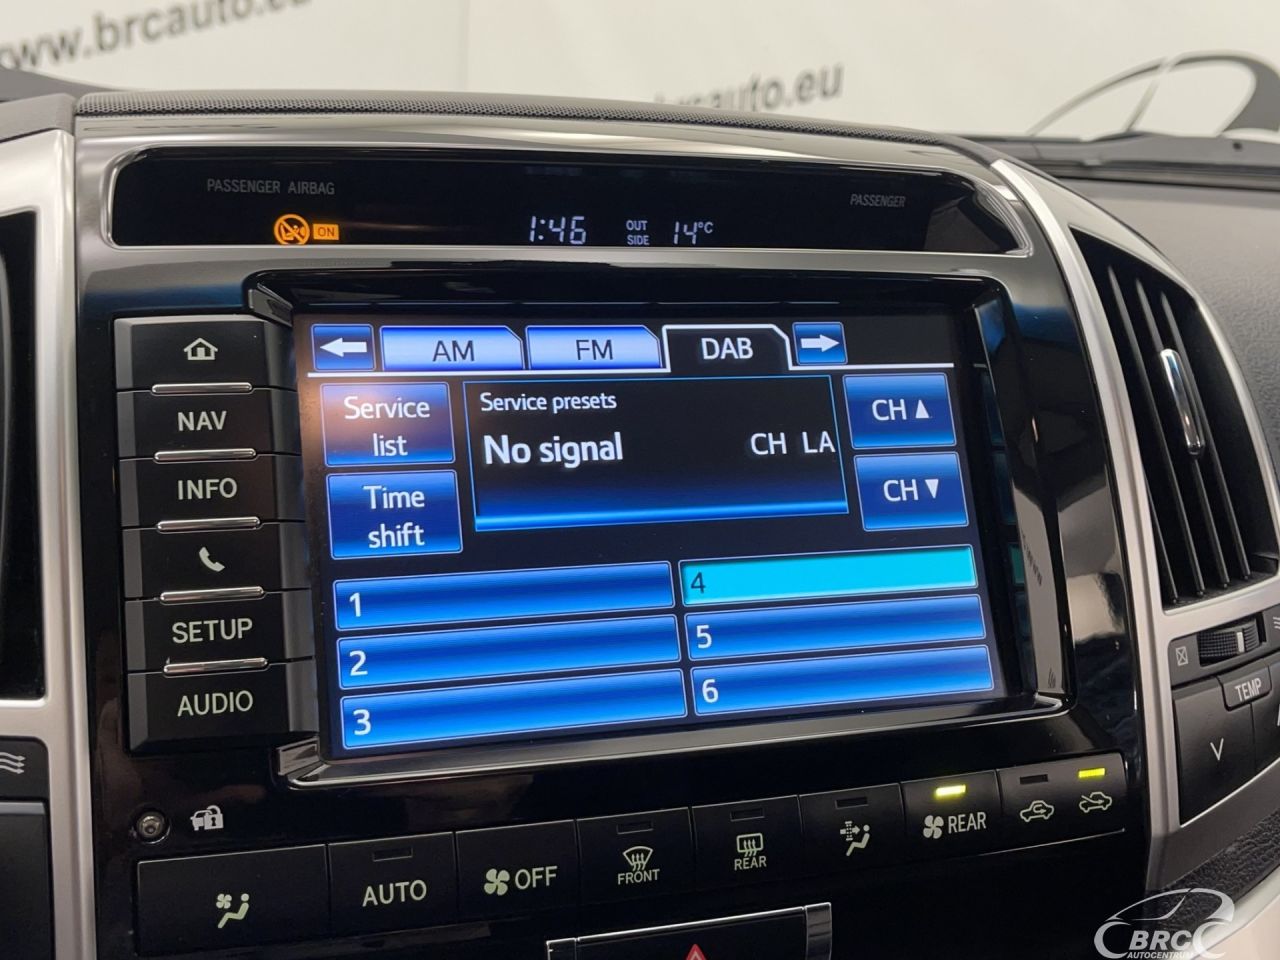 www.brcauto.eu
brcauto.eu
PASSENGER AIRBAG
ON
1:46
OUT SIDE
14°C
PASSENGER
AM
FM
DAB
Service list
Service presets
No signal
CH LA
CH▲
Time shift
CH▼
1
4
2
5
3
6
NAV
INFO
SETUP
AUDIO
TEMP
AUTO
OFF
FRONT
REAR
REAR
BRC
AUTOCENTRUM